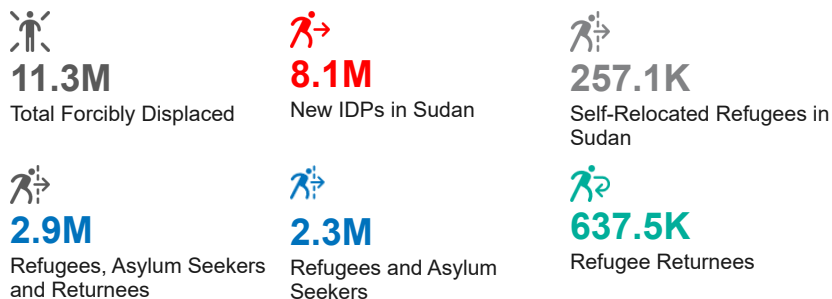 11.3M
Total Forcibly Displaced
8.1M
New IDPs in Sudan
257.1K
Self-Relocated Refugees in
Sudan
2.9M
Refugees, Asylum Seekers
and Returnees
2.3M
Refugees and Asylum
Seekers
637.5K
Refugee Returnees